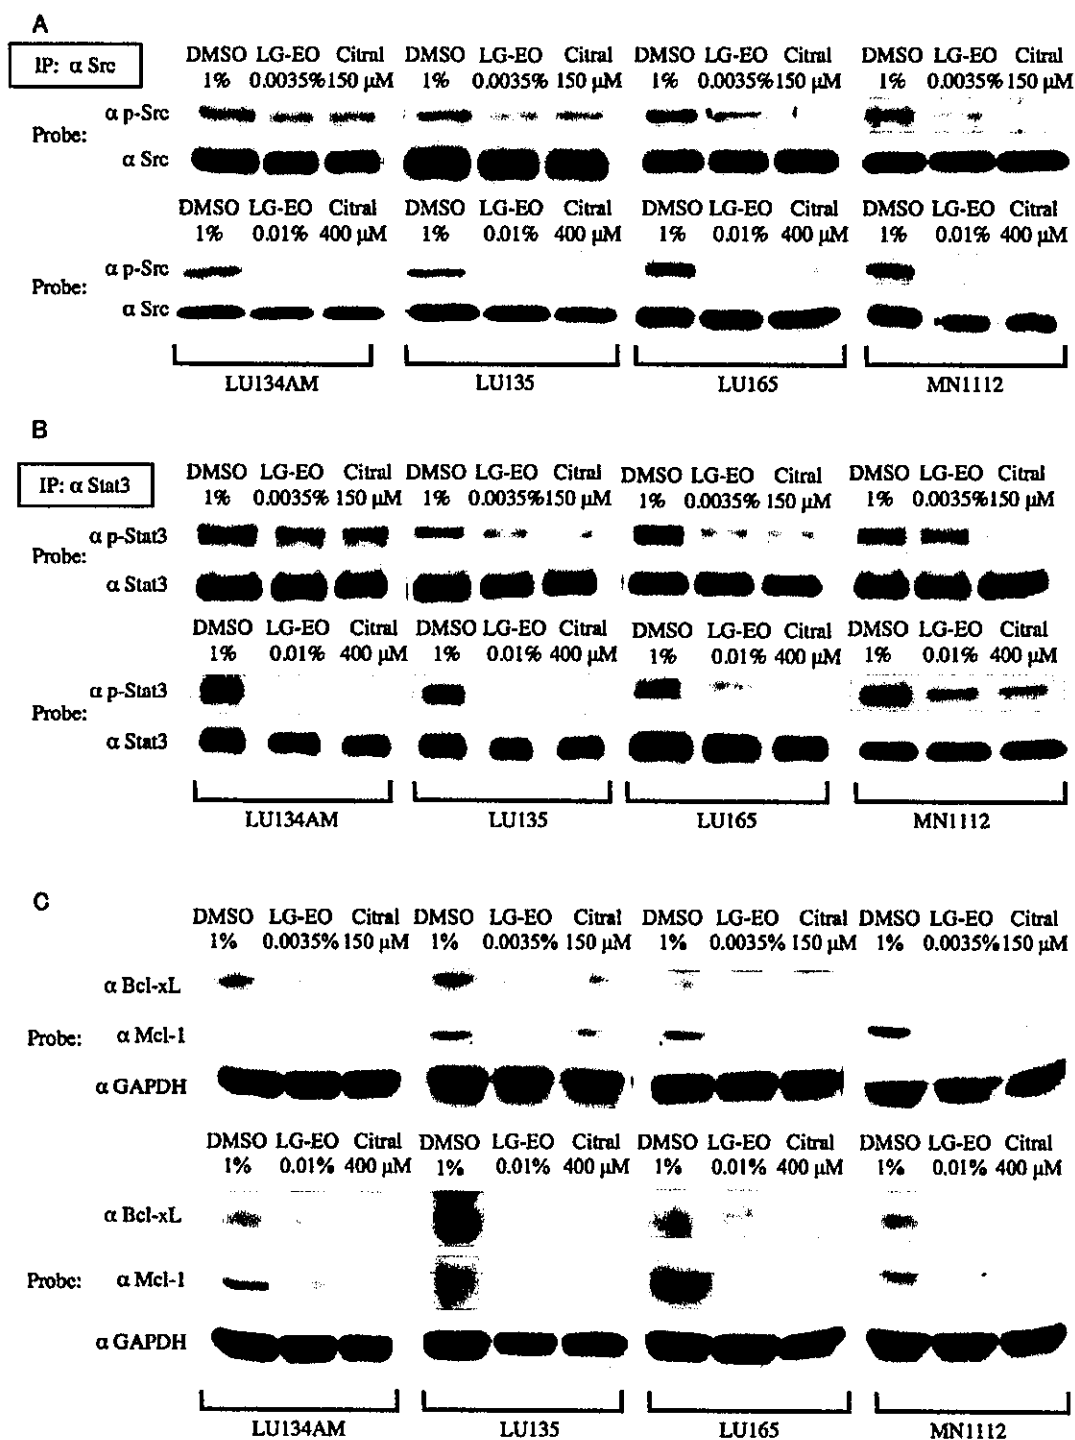 A
IP: α Src
DMSO LG-EO Citral DMSO LG-EO Citral DMSO LG-EO Citral DMSO LG-EO Citral
1% 0.0035% 150 μM 1% 0.0035% 150 μM 1% 0.0035% 150 μM 1% 0.0035% 150 μM
α p-Src
Probe:
α Src
DMSO LG-EO Citral DMSO LG-EO Citral DMSO LG-EO Citral DMSO LG-EO Citral
1% 0.01% 400 μM 1% 0.01% 400 μM 1% 0.01% 400 μM 1% 0.01% 400 μM
α p-Src
Probe:
α Src
LU134AM LU135 LU165 MN1112
B
IP: α Stat3
DMSO LG-EO Citral DMSO LG-EO Citral DMSO LG-EO Citral DMSO LG-EO Citral
1% 0.0035% 150 μM 1% 0.0035% 150 μM 1% 0.0035% 150 μM 1% 0.0035% 150 μM
α p-Stat3
Probe:
α Stat3
DMSO LG-EO Citral DMSO LG-EO Citral DMSO LG-EO Citral DMSO LG-EO Citral
1% 0.01% 400 μM 1% 0.01% 400 μM 1% 0.01% 400 μM 1% 0.01% 400 μM
α p-Stat3
Probe:
α Stat3
LU134AM LU135 LU165 MN1112
C
DMSO LG-EO Citral DMSO LG-EO Citral DMSO LG-EO Citral DMSO LG-EO Citral
1% 0.0035% 150 μM 1% 0.0035% 150 μM 1% 0.0035% 150 μM 1% 0.0035% 150 μM
α Bcl-xL
Probe: α Mcl-1
α GAPDH
DMSO LG-EO Citral DMSO LG-EO Citral DMSO LG-EO Citral DMSO LG-EO Citral
1% 0.01% 400 μM 1% 0.01% 400 μM 1% 0.01% 400 μM 1% 0.01% 400 μM
α Bcl-xL
Probe: α Mcl-1
α GAPDH
LU134AM LU135 LU165 MN1112